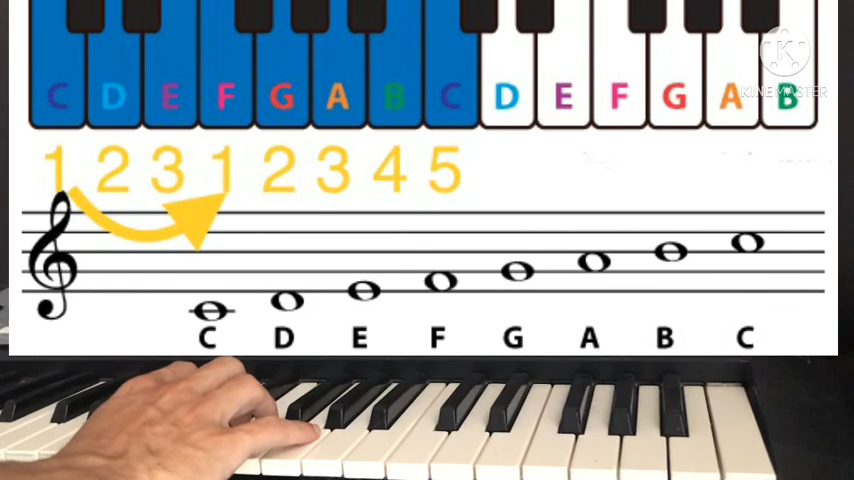 C D E F G A B C D E F G A B
KINEMASTER
1 2 3 1 2 3 4 5
C D E F G A B C